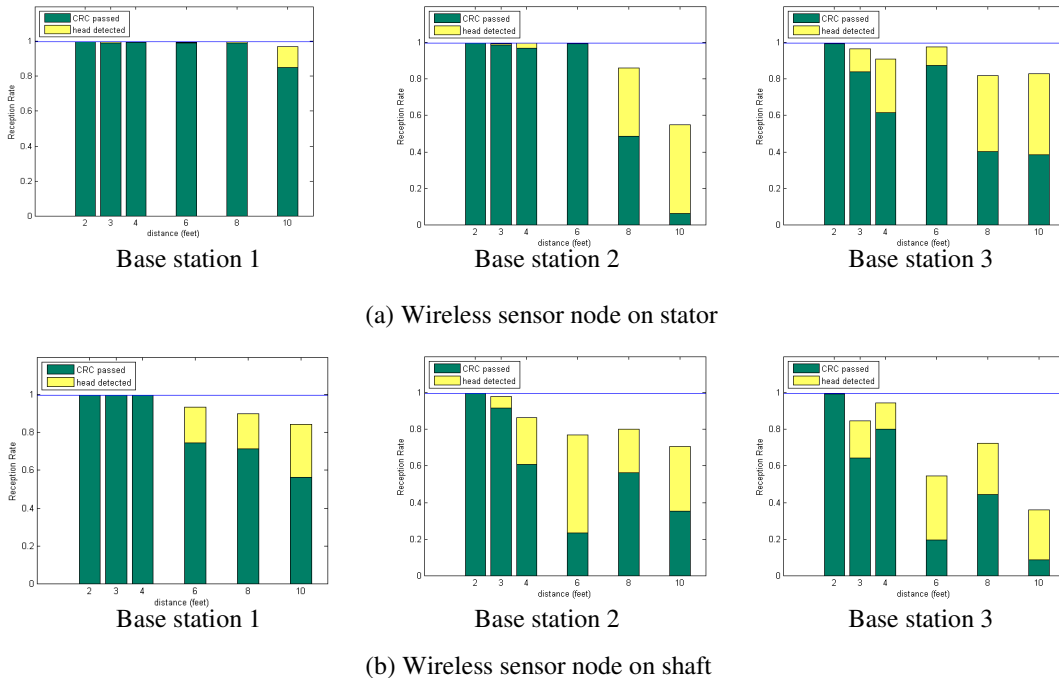 CRC passed
head detected
Reception Rate
1
0.8
0.6
0.4
0.2
0
2 3 4 6 8 10
distance (feet)
Base station 1
CRC passed
head detected
Reception Rate
1
0.8
0.6
0.4
0.2
0
2 3 4 6 8 10
distance (feet)
Base station 2
CRC passed
head detected
Reception Rate
1
0.8
0.6
0.4
0.2
0
2 3 4 6 8 10
distance (feet)
Base station 3
(a) Wireless sensor node on stator
CRC passed
head detected
Reception Rate
1
0.8
0.6
0.4
0.2
0
2 3 4 6 8 10
distance (feet)
Base station 1
CRC passed
head detected
Reception Rate
1
0.8
0.6
0.4
0.2
0
2 3 4 6 8 10
distance (feet)
Base station 2
CRC passed
head detected
Reception Rate
1
0.8
0.6
0.4
0.2
0
2 3 4 6 8 10
distance (feet)
Base station 3
(b) Wireless sensor node on shaft